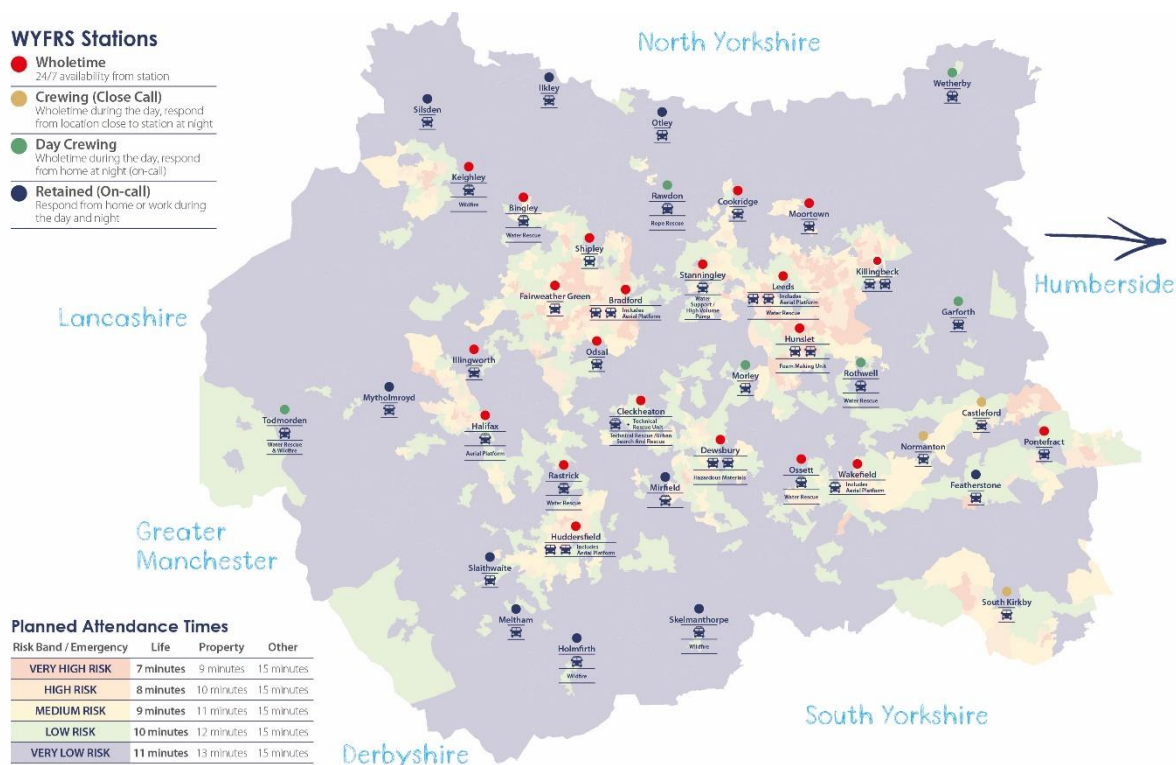 WYFRS Stations
Wholetime
24/7 availability from station
Crewing (Close Call)
Wholetime during the day, respond
from location close to station at night
Day Crewing
Wholetime during the day, respond
from home at night (on-call)
Retained (On-call)
Respond from home or work during
the day and night
North Yorkshire
Wetherby
Ilkley
Silsden
Otley
Keighley
Wildfire
Rawdon
Rope Rescue
Cookridge
Bingley
Water Rescue
Moortown
Shipley
Killingbeck
Stanningley
Water
Support /
High Volume
Pump
Leeds
Includes
Aerial Platform
Water Rescue
Humberside
Fairweather Green
Bradford
Includes
Aerial Platform
Lancashire
Garforth
Hunslet
Foam Making Unit
Odsal
Illingworth
Morley
Rothwell
Water Rescue
Mytholmroyd
Todmorden
Water Rescue
& Wildfire
Halifax
Aerial Platform
Cleckheaton
+ Technical
Rescue Unit
Technical Rescue /Urban
Search And Rescue
Castleford
Normanton
Pontefract
Dewsbury
Hazardous Materials
Ossett
Water Rescue
Wakefield
Includes
Aerial Platform
Featherstone
Rastrick
Water Rescue
Mirfield
Greater
Manchester
Huddersfield
Includes
Aerial Platform
Slaithwaite
South Kirkby
Meltham
Skelmanthorpe
Wildfire
Holmfirth
Wildfire
South Yorkshire
Derbyshire
Planned Attendance Times
Risk Band / Emergency Life Property Other
VERY HIGH RISK 7 minutes 9 minutes 15 minutes
HIGH RISK 8 minutes 10 minutes 15 minutes
MEDIUM RISK 9 minutes 11 minutes 15 minutes
LOW RISK 10 minutes 12 minutes 15 minutes
VERY LOW RISK 11 minutes 13 minutes 15 minutes